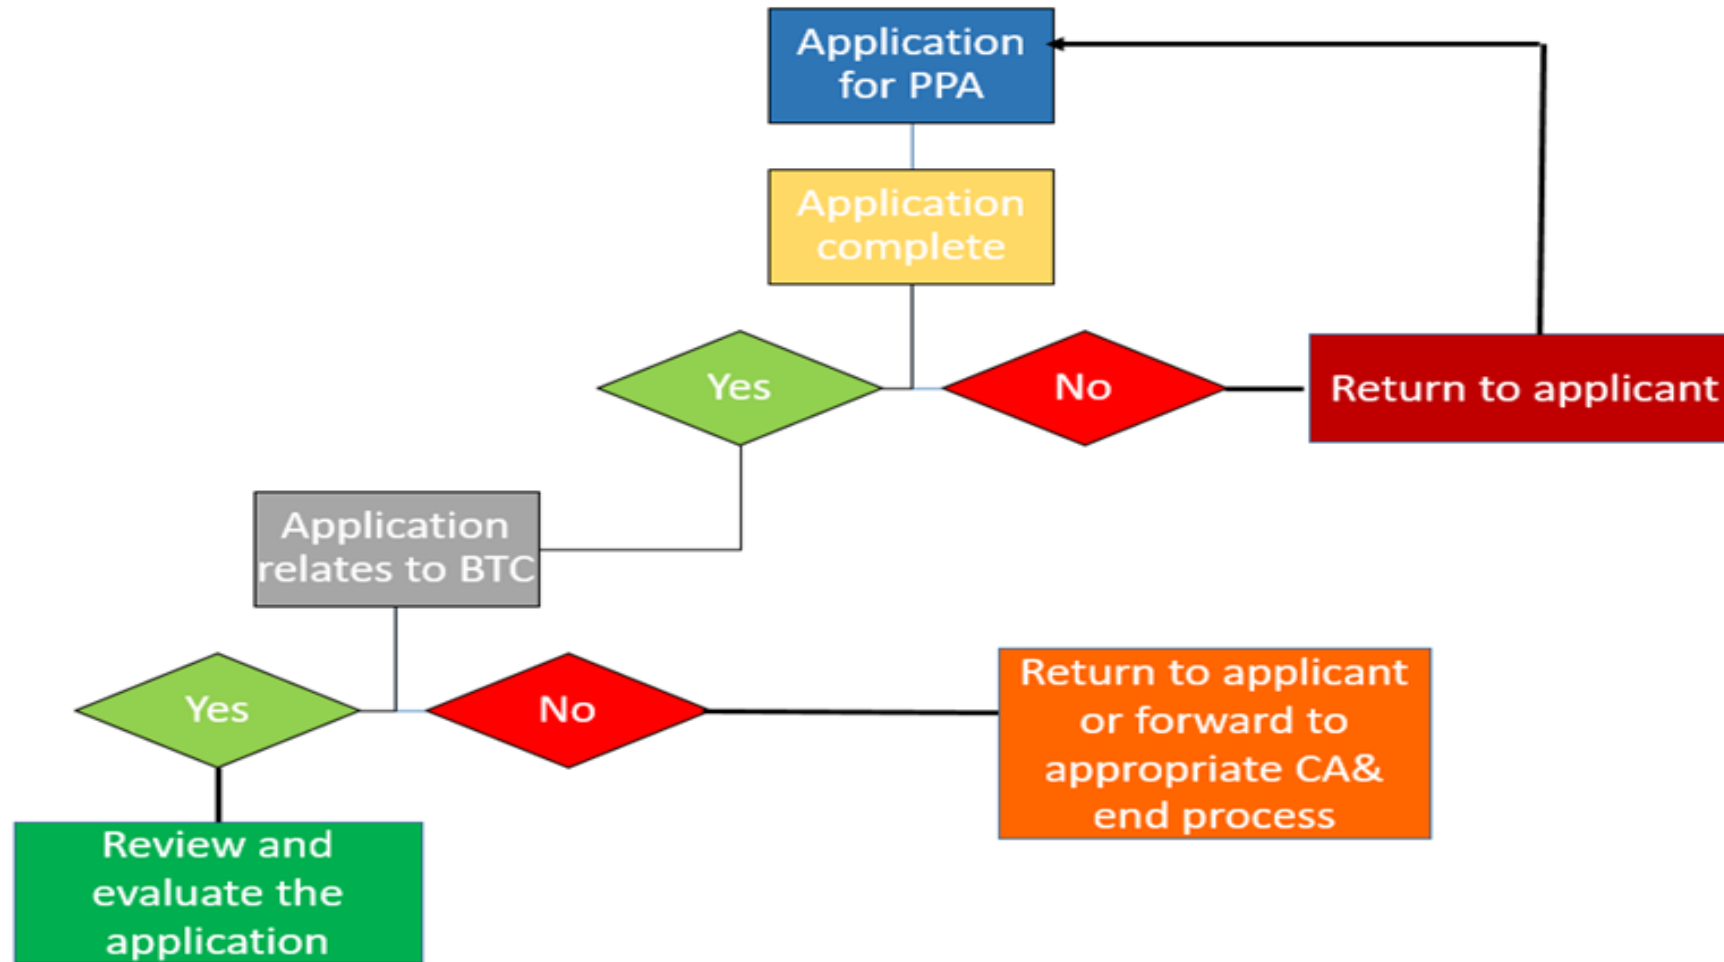 Application
for PPA
Application
complete
Yes
No
Return to applicant
Application
relates to BTC
Yes
No
Return to applicant
or forward to
appropriate CA&
end process
Review and
evaluate the
application